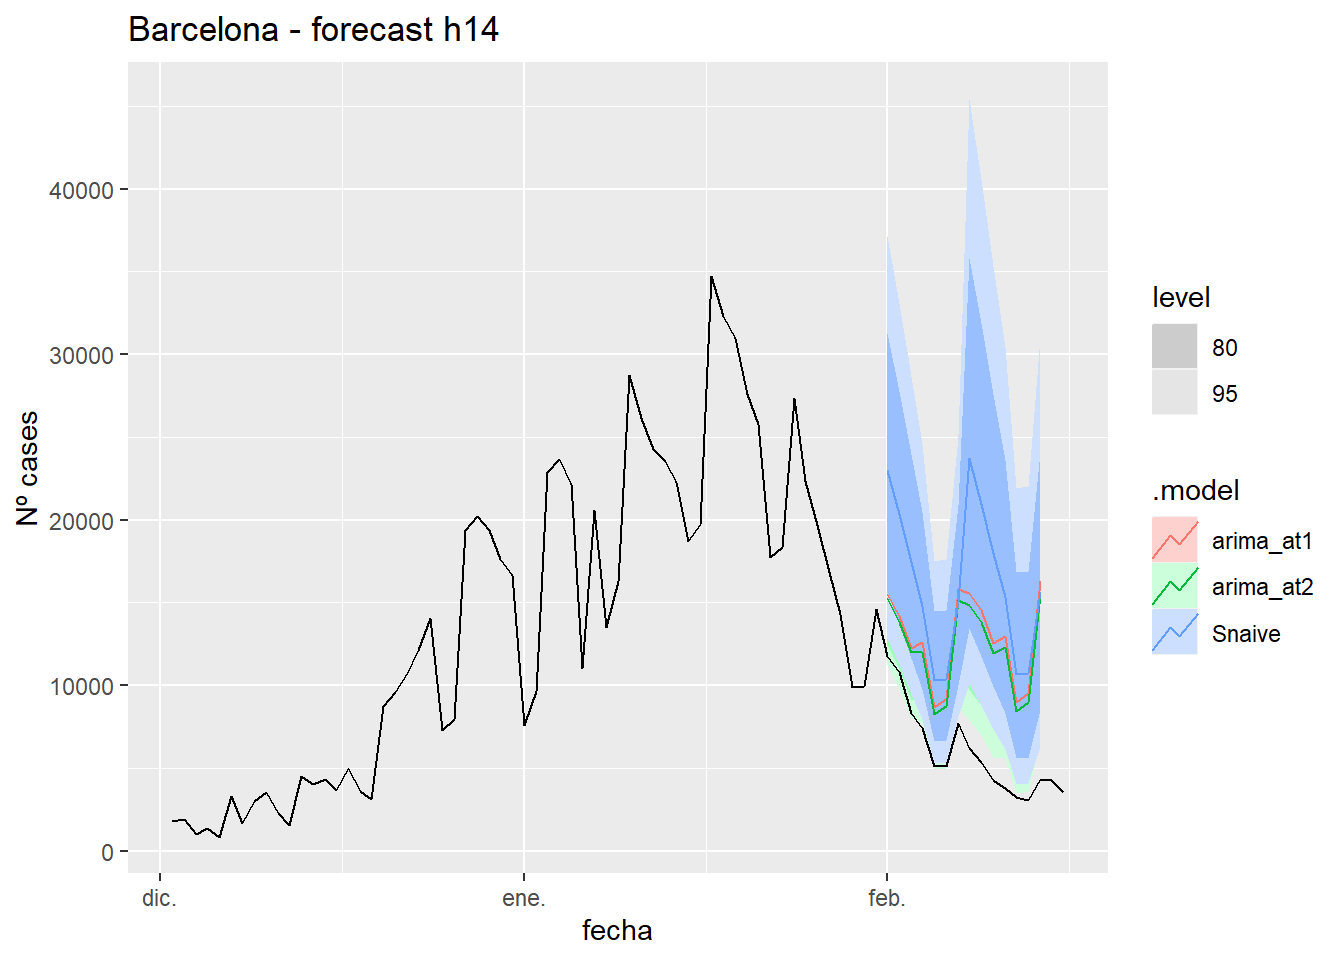 Barcelona - forecast h14
Nº cases
40000
30000
20000
10000
0
dic.
ene.
feb.
fecha
level
80
95
.model
arima_at1
arima_at2
Snaive